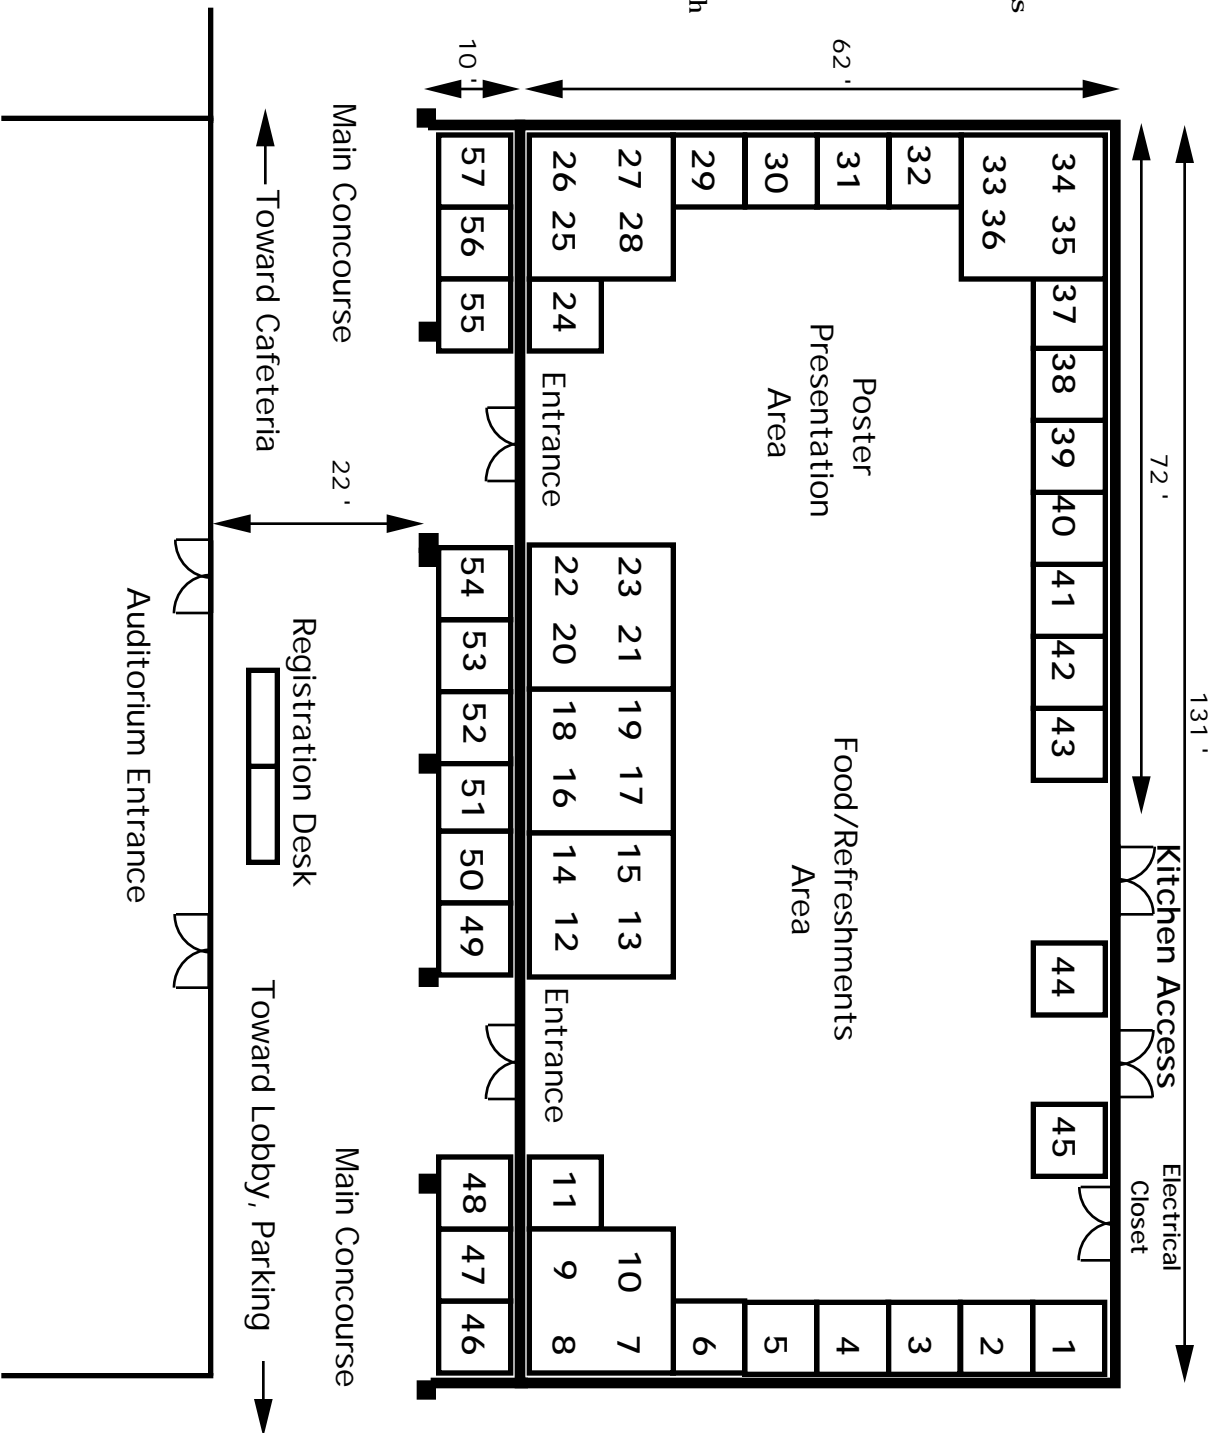 131 '
72 '
Kitchen Access
Electrical
Closet
34 35 37 38 39 40 41 42 43 44 45 1
s
33 36 2
32 3
62 '
Poster
Presentation
Area
Food/Refreshments
Area
31 4
30 5
h
29 6
27 28 23 21 19 17 15 13 10 7
26 25 24 22 20 18 16 14 12 11 9 8
Entrance
Entrance
10 '
57 56 55 54 53 52 51 50 49 48 47 46
Main Concourse
22 '
Main Concourse
Registration Desk
Toward Cafeteria
Toward Lobby, Parking
Auditorium Entrance